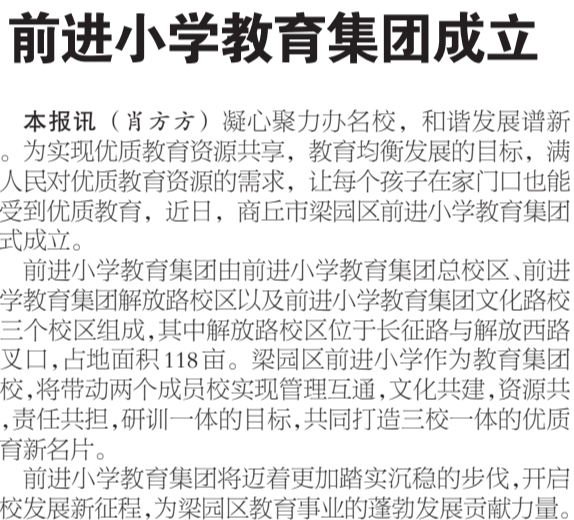 前进小学教育集团成立
本报讯（肖方方）凝心聚力办名校，和谐发展谱新
。为实现优质教育资源共享，教育均衡发展的目标，满
人民对优质教育资源的需求，让每个孩子在家门口也能
受到优质教育，近日，商丘市梁园区前进小学教育集团
式成立。
前进小学教育集团由前进小学教育集团总校区、前进
学教育集团解放路校区以及前进小学教育集团文化路校
三个校区组成，其中解放路校区位于长征路与解放西路
叉口，占地面积118亩。梁园区前进小学作为教育集团
校，将带动两个成员校实现管理互通，文化共建，资源共
，责任共担，研训一体的目标，共同打造三校一体的优质
育新名片。
前进小学教育集团将迈着更加踏实沉稳的步伐，开启
校发展新征程，为梁园区教育事业的蓬勃发展贡献力量。